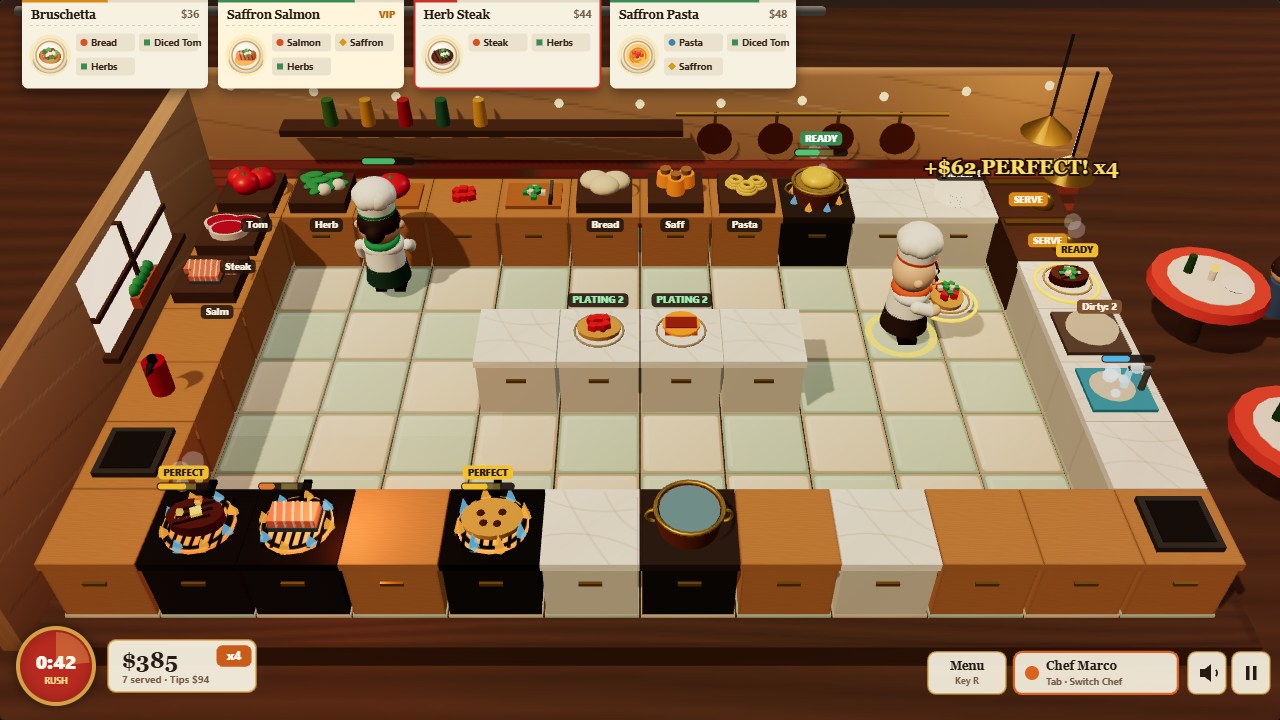 Bruschetta $36
Bread Diced Tom
Herbs
Saffron Salmon VIP
Salmon Saffron
Herbs
Herb Steak $44
Steak Herbs
Saffron Pasta $48
Pasta Diced Tom
Saffron
READY
+$62 PERFECT! x4
SERVE
SERVE
READY
Tom
Herb
Bread
Saff
Pasta
Steak
Salm
Dirty: 2
PLATING 2
PLATING 2
PERFECT
PERFECT
0:42
RUSH
$385
x4
7 served · Tips $94
Menu
Key R
Chef Marco
Tab · Switch Chef